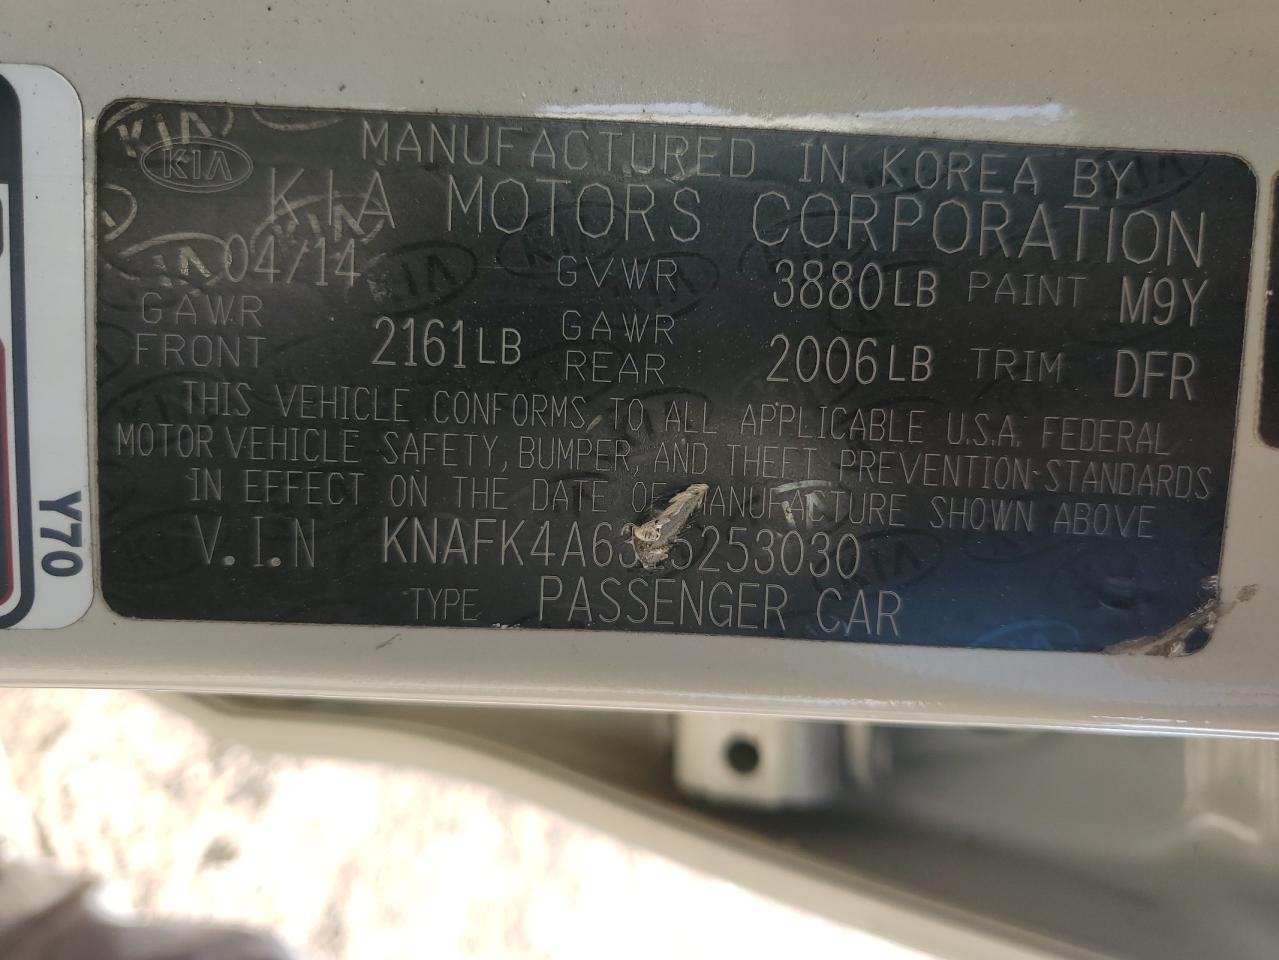 KIA
MANUFACTURED IN KOREA BY
KIA MOTORS CORPORATION
04/14 GVWR 3880LB PAINT M9Y
GAWR FRONT 2161LB GAWR REAR 2006LB TRIM DFR
THIS VEHICLE CONFORMS TO ALL APPLICABLE U.S.A. FEDERAL
MOTOR VEHICLE SAFETY, BUMPER, AND THEFT PREVENTION STANDARDS
IN EFFECT ON THE DATE OF MANUFACTURE SHOWN ABOVE
V.I.N
TYPE PASSENGER CAR
Y70